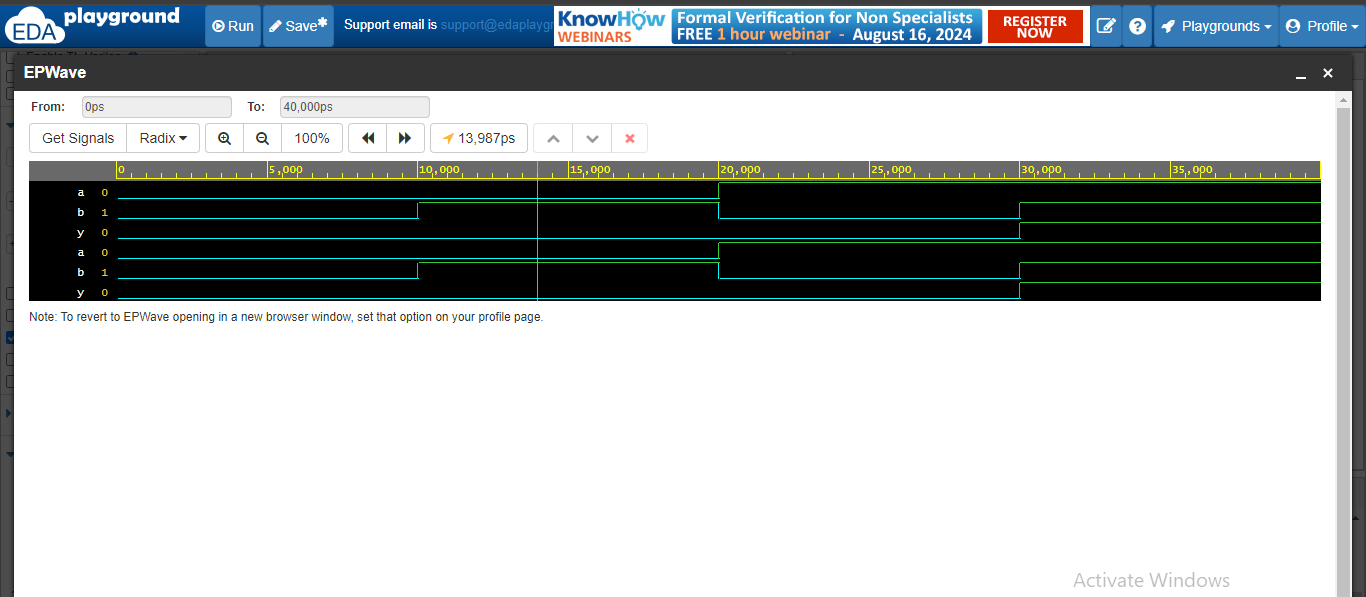 EDA playground
Run
Save*
Support email is support@edaplaygr
KNOWHOW WEBINARS
Formal Verification for Non Specialists
FREE 1 hour webinar - August 16, 2024
REGISTER NOW
Playgrounds
Profile
EPWave
From: 0ps To: 40,000ps
Get Signals Radix 100% 13,987ps
0 5,000 10,000 15,000 20,000 25,000 30,000 35,000
a 0
b 1
y 0
a 0
b 1
y 0
Note: To revert to EPWave opening in a new browser window, set that option on your profile page.
Activate Windows